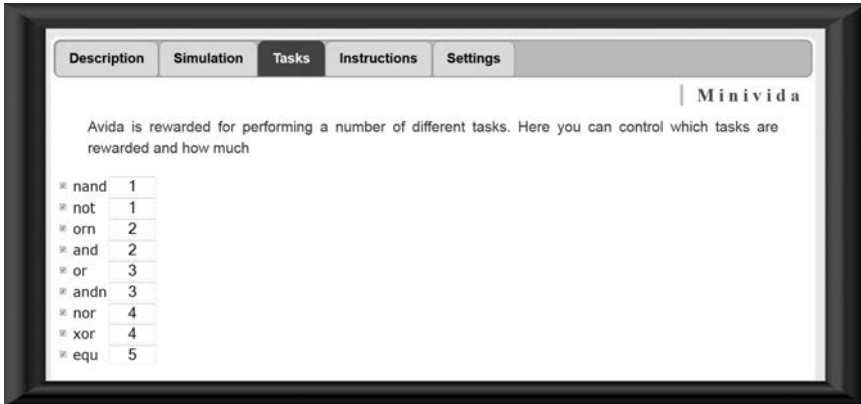 Description Simulation Tasks Instructions Settings
Minivida
Avida is rewarded for performing a number of different tasks. Here you can control which tasks are
rewarded and how much
nand 1
not 1
orn 2
and 2
or 3
andn 3
nor 4
xor 4
equ 5